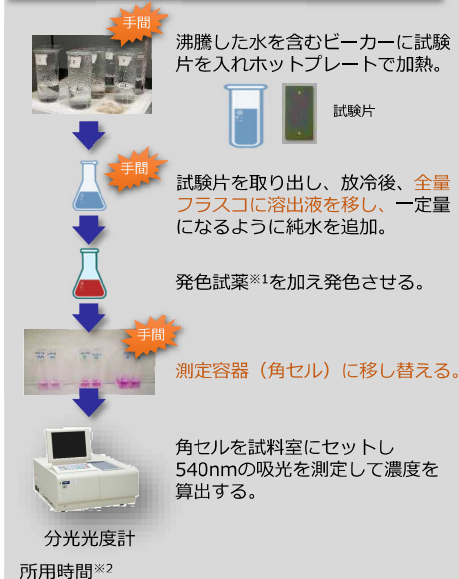 手間
沸騰した水を含むビーカーに試験
片を入れホットプレートで加熱。
試験片
手間
試験片を取り出し、放冷後、全量
フラスコに溶出液を移し、一定量
になるように純水を追加。
発色試薬※1を加え発色させる。
手間
測定容器（角セル）に移し替える。
角セルを試料室にセットし
540nmの吸光を測定して濃度を
算出する。
分光光度計
所用時間※2